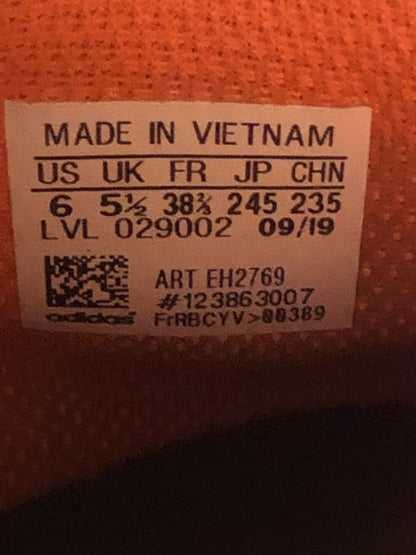 MADE IN VIETNAM
US UK FR JP CHN
6 5½ 38⅔ 245 235
LVL 029002 09/19
ART EH2769
#123863007
adidas FrRBCYV>00389